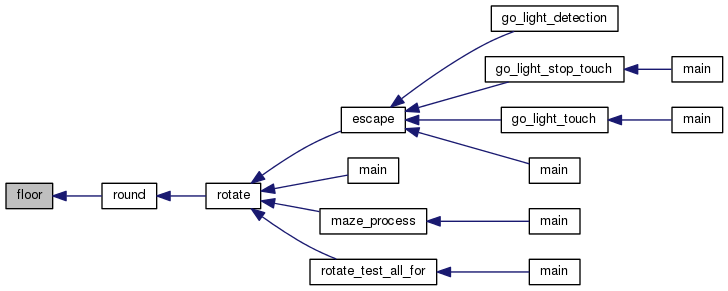 go_light_detection
go_light_stop_touch
main
escape
go_light_touch
main
main
main
floor
round
rotate
maze_process
main
rotate_test_all_for
main